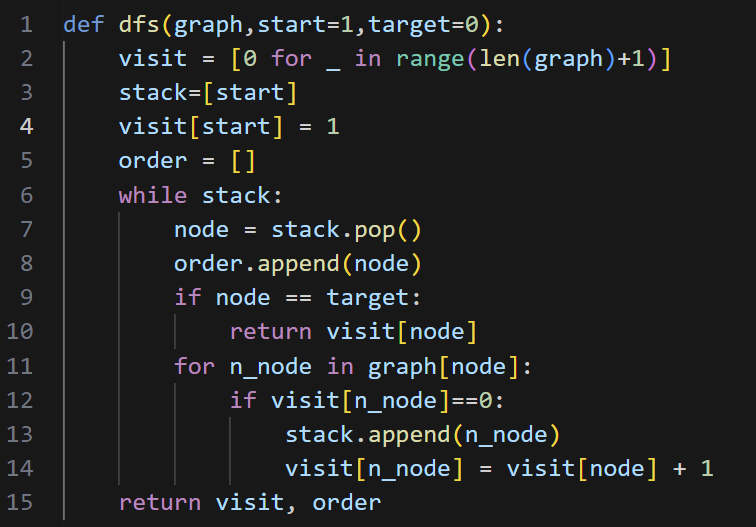 1 def dfs(graph,start=1,target=0):
2     visit = [0 for _ in range(len(graph)+1)]
3     stack=[start]
4     visit[start] = 1
5     order = []
6     while stack:
7         node = stack.pop()
8         order.append(node)
9         if node == target:
10             return visit[node]
11         for n_node in graph[node]:
12             if visit[n_node]==0:
13                 stack.append(n_node)
14                 visit[n_node] = visit[node] + 1
15     return visit, order